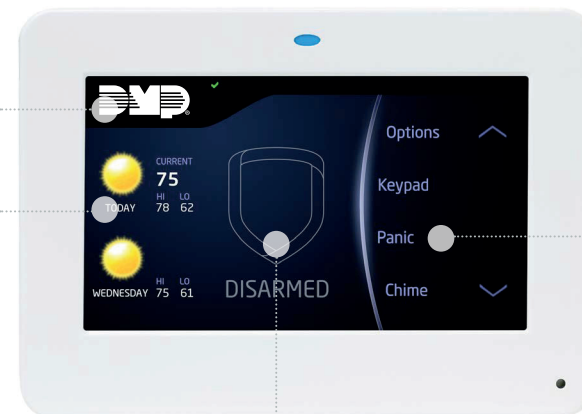 DMP®
CURRENT
75
HI LO
TODAY 78 62
HI LO
WEDNESDAY 75 61
DISARMED
Options
Keypad
Panic
Chime